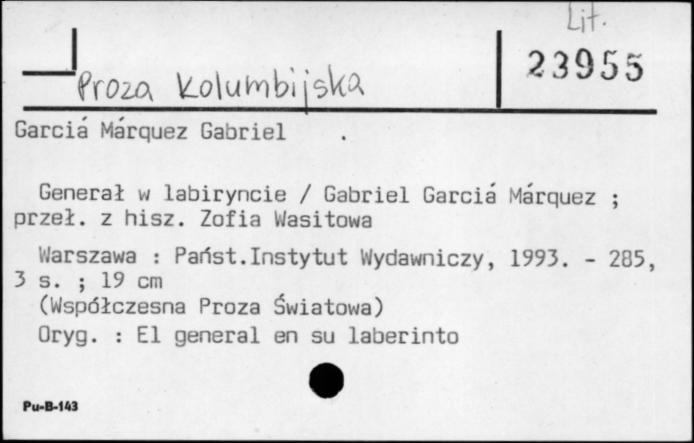 Lit.
23955
Proza kolumbijska
Garciá Márquez Gabriel .
Generał w labiryncie / Gabriel Garciá Márquez ;
przeł. z hisz. Zofia Wasitowa
Warszawa : Państ.Instytut Wydawniczy, 1993. - 285,
3 s. ; 19 cm
(Współczesna Proza Światowa)
Oryg. : El general en su laberinto
Pu-B-143